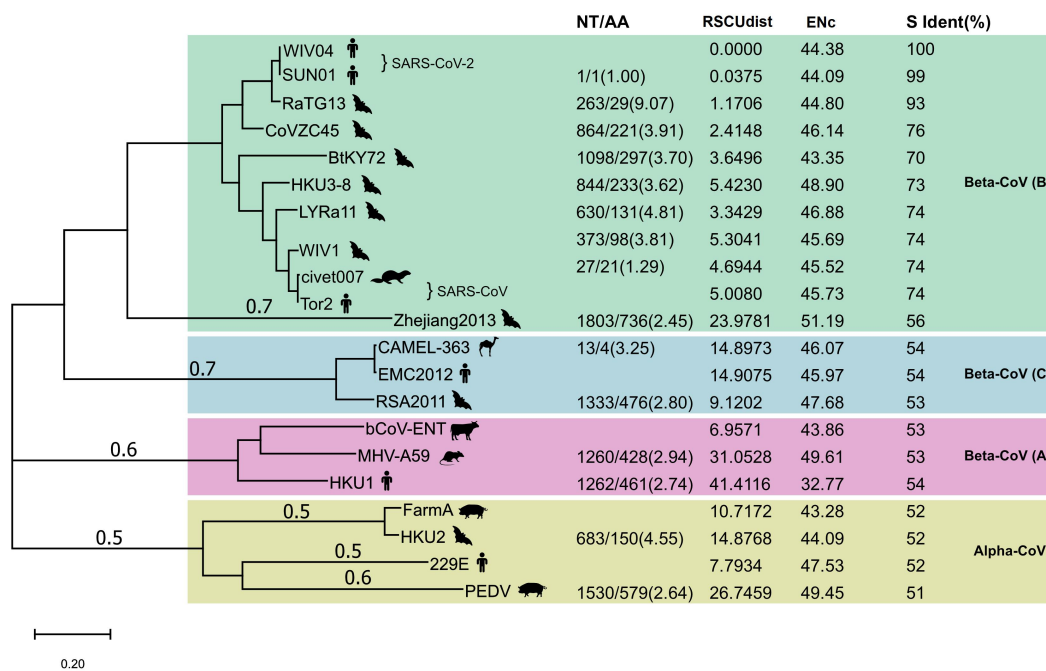 NT/AA RSCUdist ENc S Ident(%)
WIV04 0.0000 44.38 100
} SARS-CoV-2
SUN01 1/1(1.00) 0.0375 44.09 99
RaTG13 263/29(9.07) 1.1706 44.80 93
CoVZC45 864/221(3.91) 2.4148 46.14 76
BtKY72 1098/297(3.70) 3.6496 43.35 70
HKU3-8 844/233(3.62) 5.4230 48.90 73 Beta-CoV (B
LYRa11 630/131(4.81) 3.3429 46.88 74
373/98(3.81) 5.3041 45.69 74
WIV1
27/21(1.29) 4.6944 45.52 74
civet007
} SARS-CoV
5.0080 45.73 74
Tor2
0.7
Zhejiang2013 1803/736(2.45) 23.9781 51.19 56
CAMEL-363 13/4(3.25) 14.8973 46.07 54
0.7 EMC2012 14.9075 45.97 54 Beta-CoV (C
RSA2011 1333/476(2.80) 9.1202 47.68 53
bCoV-ENT 6.9571 43.86 53
0.6 MHV-A59 1260/428(2.94) 31.0528 49.61 53 Beta-CoV (A
HKU1 1262/461(2.74) 41.4116 32.77 54
0.5 FarmA 10.7172 43.28 52
0.5 HKU2 683/150(4.55) 14.8768 44.09 52
Alpha-CoV
0.5 229E 7.7934 47.53 52
0.6 PEDV 1530/579(2.64) 26.7459 49.45 51
0.20